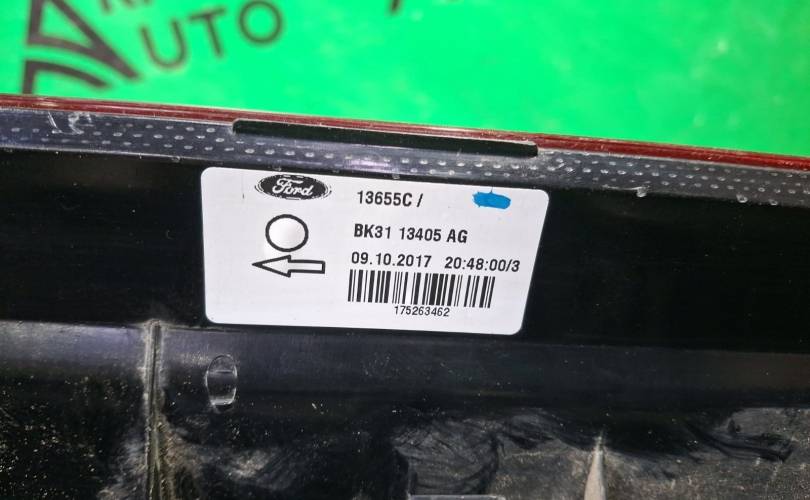 UTO
Ford
13655C /
BK31 13405 AG
09.10.2017 20:48:00/3
175263462